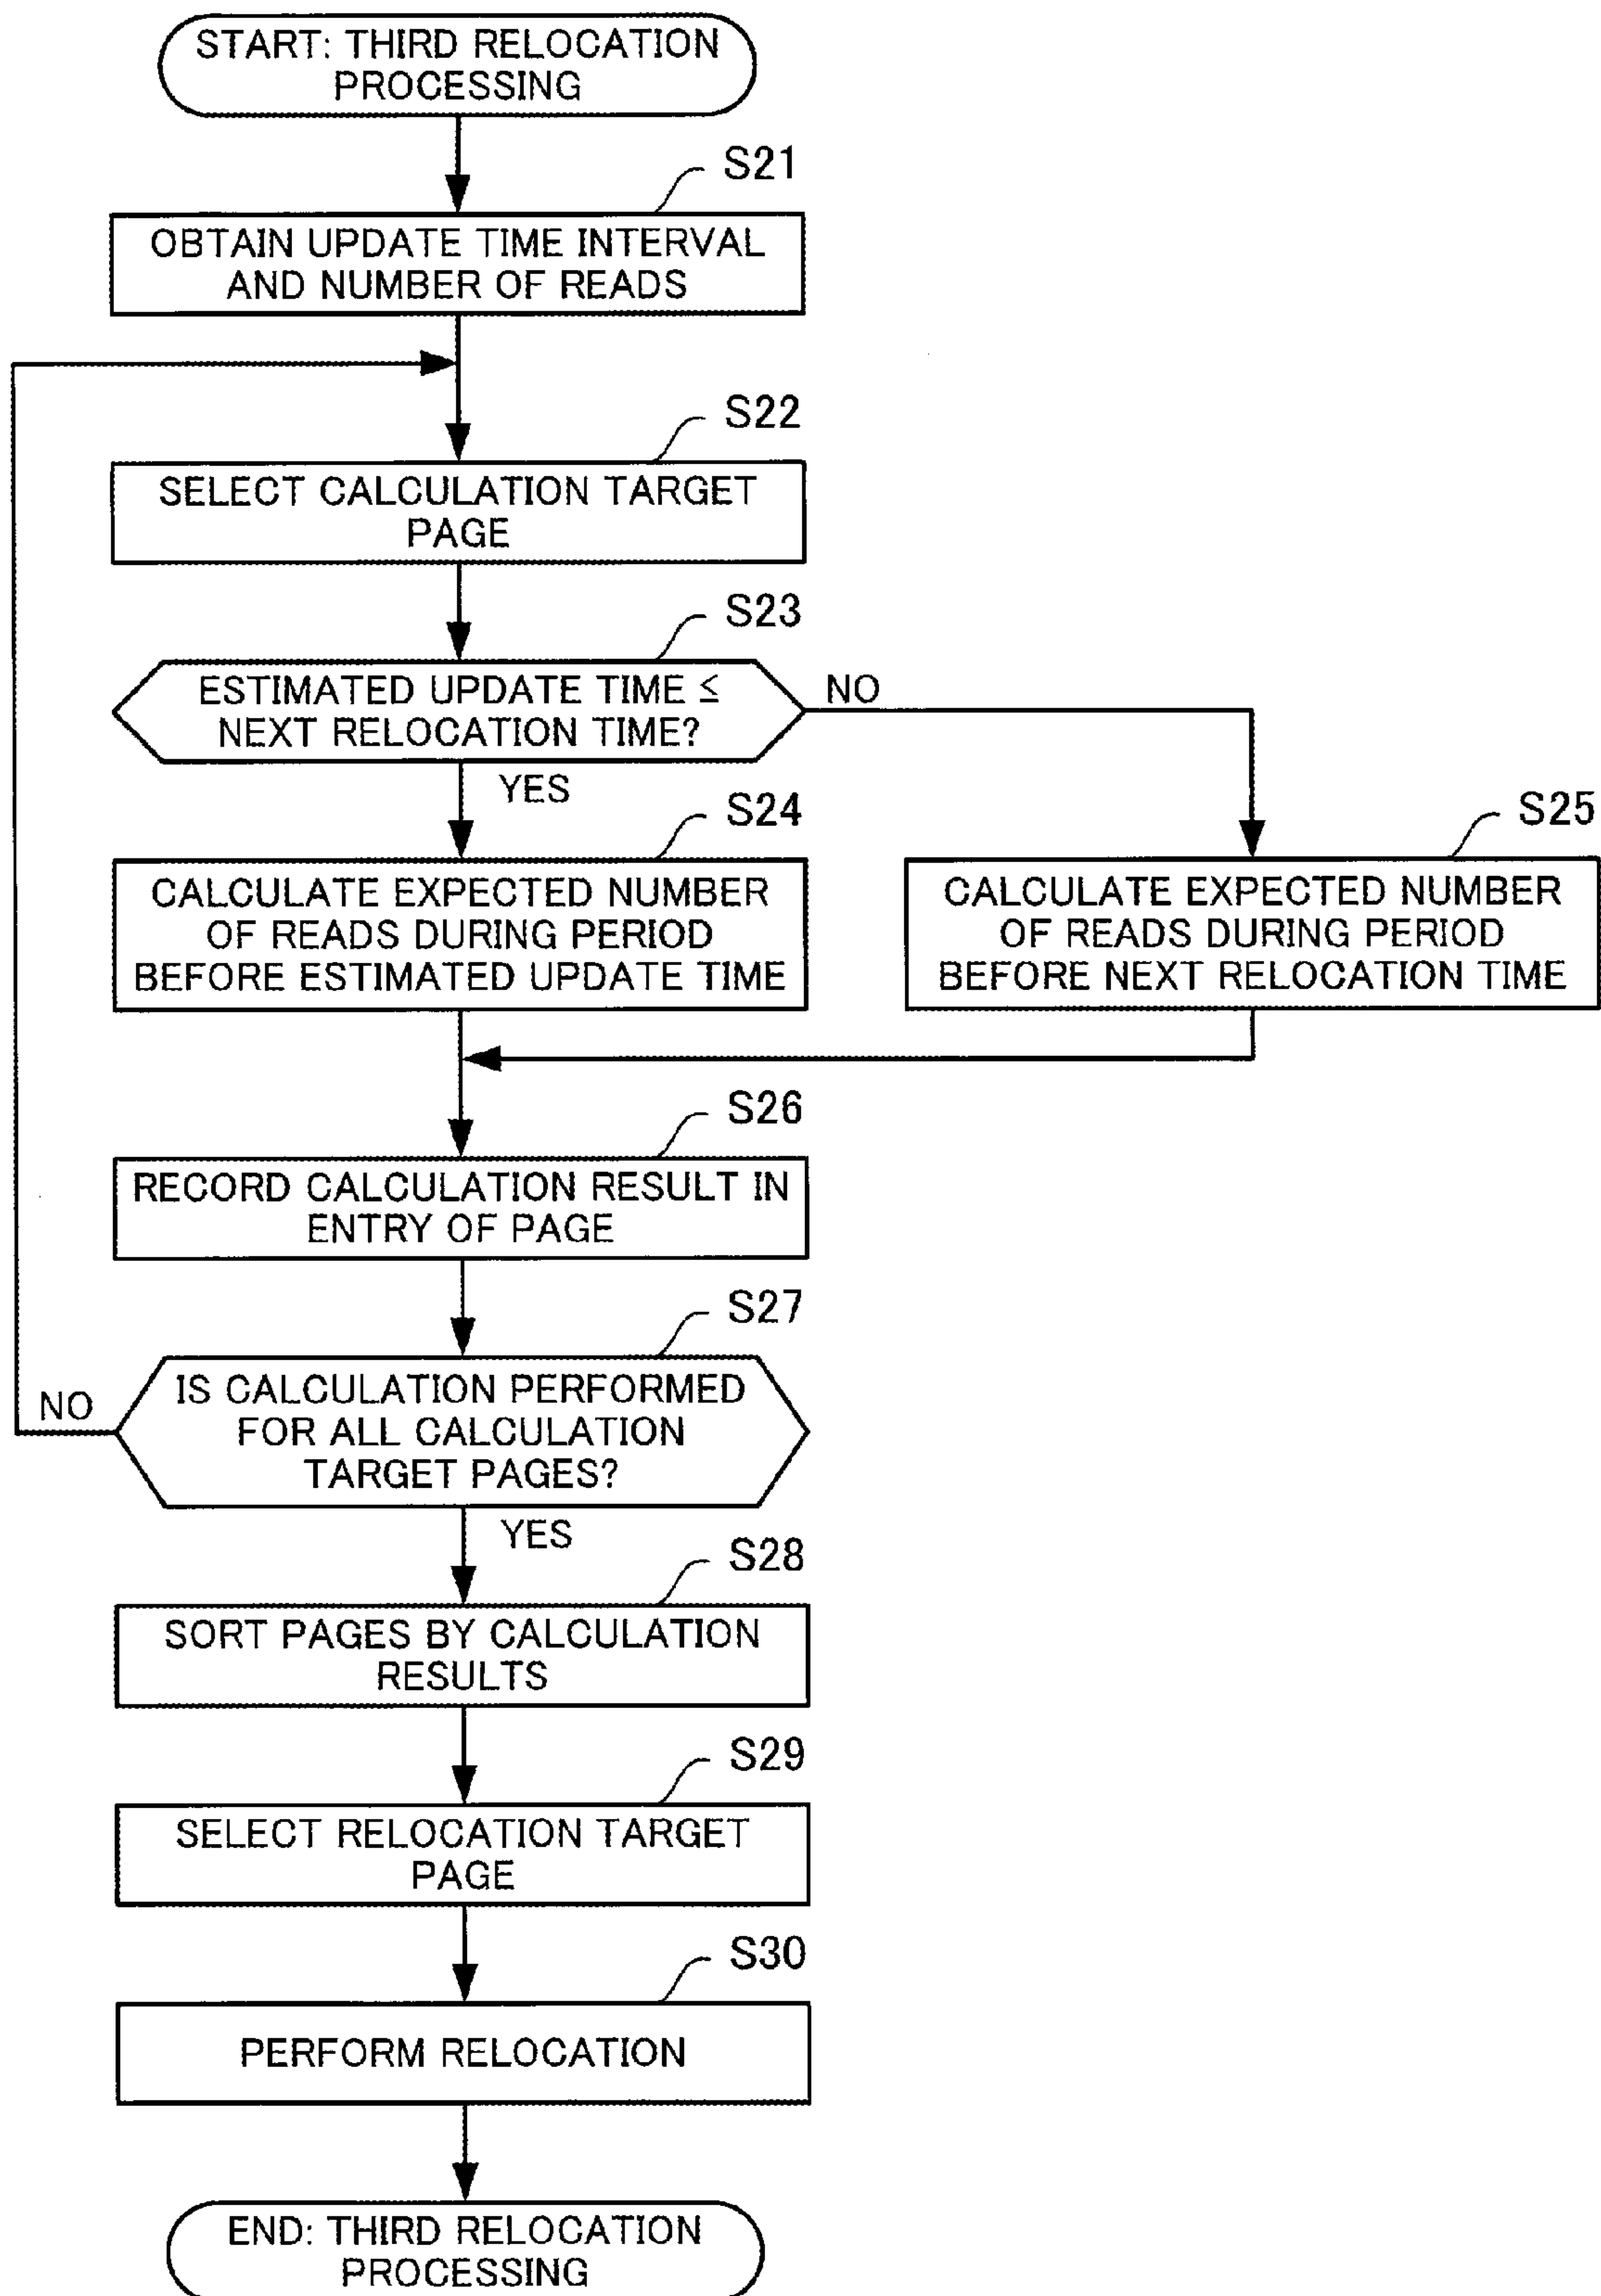 START: THIRD RELOCATION
PROCESSING
S21
OBTAIN UPDATE TIME INTERVAL
AND NUMBER OF READS
S22
SELECT CALCULATION TARGET
PAGE
S23
ESTIMATED UPDATE TIME ≦
NEXT RELOCATION TIME?
NO
YES
S24
CALCULATE EXPECTED NUMBER
OF READS DURING PERIOD
BEFORE ESTIMATED UPDATE TIME
S25
CALCULATE EXPECTED NUMBER
OF READS DURING PERIOD
BEFORE NEXT RELOCATION TIME
S26
RECORD CALCULATION RESULT IN
ENTRY OF PAGE
S27
IS CALCULATION PERFORMED
FOR ALL CALCULATION
TARGET PAGES?
NO
YES
S28
SORT PAGES BY CALCULATION
RESULTS
S29
SELECT RELOCATION TARGET
PAGE
S30
PERFORM RELOCATION
END: THIRD RELOCATION
PROCESSING